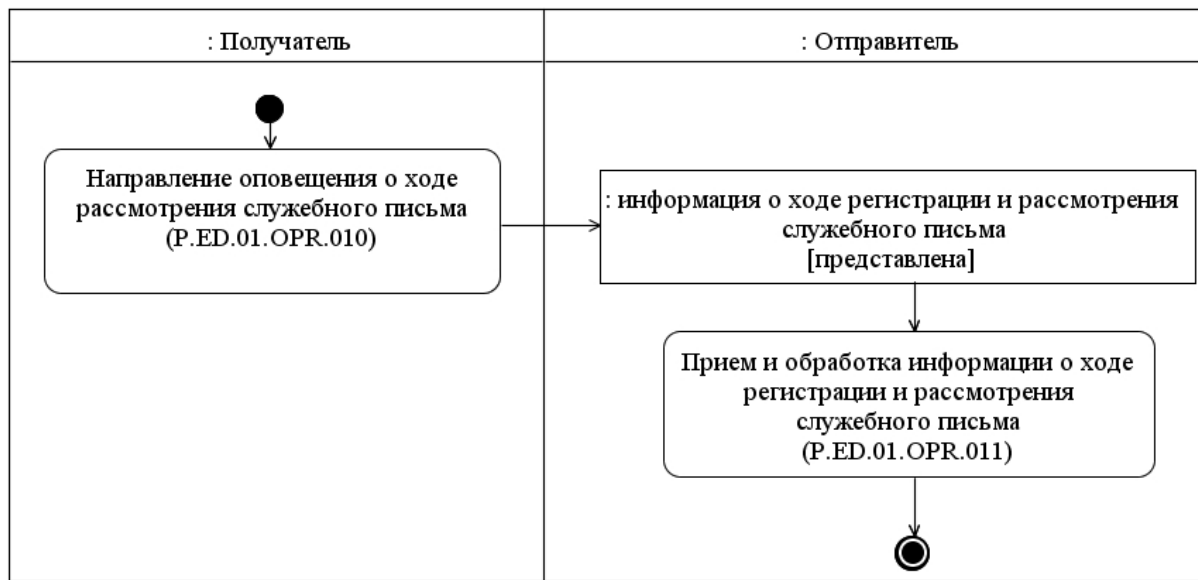 : Получатель
: Отправитель
Направление оповещения о ходе
рассмотрения служебного письма
(P.ED.01.OPR.010)
: информация о ходе регистрации и рассмотрения
служебного письма
[представлена]
Прием и обработка информации о ходе
регистрации и рассмотрения
служебного письма
(P.ED.01.OPR.011)